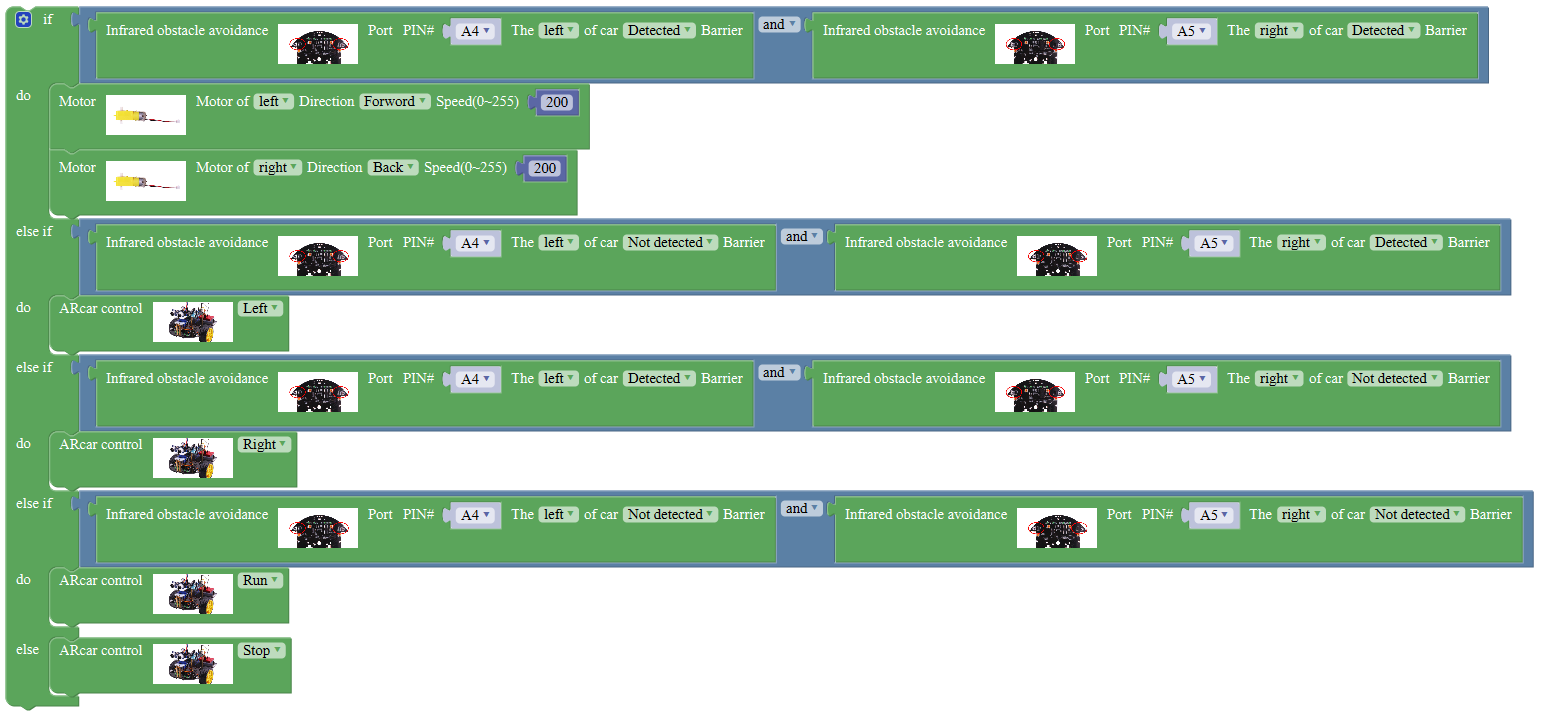 if Infrared obstacle avoidance Port PIN# A4 The left of car Detected Barrier and Infrared obstacle avoidance Port PIN# A5 The right of car Detected Barrier
do Motor Motor of left Direction Forword Speed(0~255) 200
Motor Motor of right Direction Back Speed(0~255) 200
else if Infrared obstacle avoidance Port PIN# A4 The left of car Not detected Barrier and Infrared obstacle avoidance Port PIN# A5 The right of car Detected Barrier
do ARcar control Left
else if Infrared obstacle avoidance Port PIN# A4 The left of car Detected Barrier and Infrared obstacle avoidance Port PIN# A5 The right of car Not detected Barrier
do ARcar control Right
else if Infrared obstacle avoidance Port PIN# A4 The left of car Not detected Barrier and Infrared obstacle avoidance Port PIN# A5 The right of car Not detected Barrier
do ARcar control Run
else ARcar control Stop